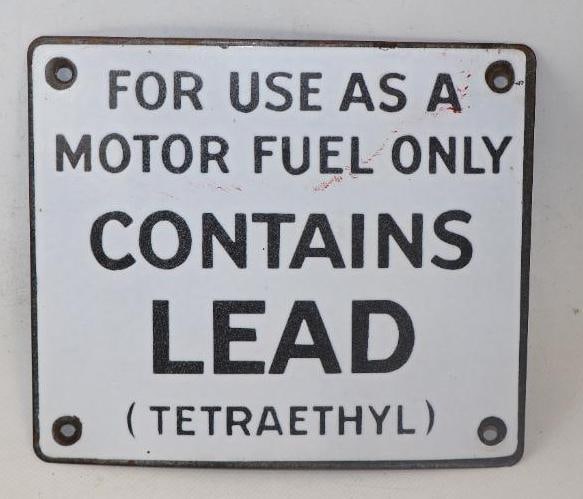 FOR USE AS A
MOTOR FUEL ONLY
CONTAINS
LEAD
(TETRAETHYL)